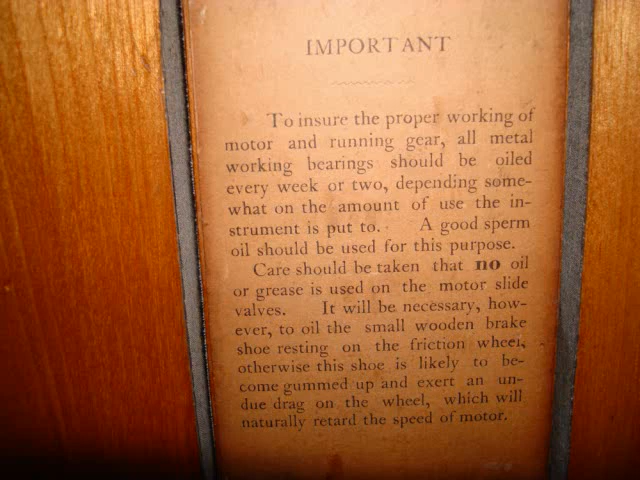 IMPORTANT
To insure the proper working of
motor and running gear, all metal
working bearings should be oiled
every week or two, depending some-
what on the amount of use the in-
strument is put to. A good sperm
oil should be used for this purpose.
Care should be taken that no oil
or grease is used on the motor slide
valves. It will be necessary, how-
ever, to oil the small wooden brake
shoe resting on the friction wheel,
otherwise this shoe is likely to be-
come gummed up and exert an un-
due drag on the wheel, which will
naturally retard the speed of motor.